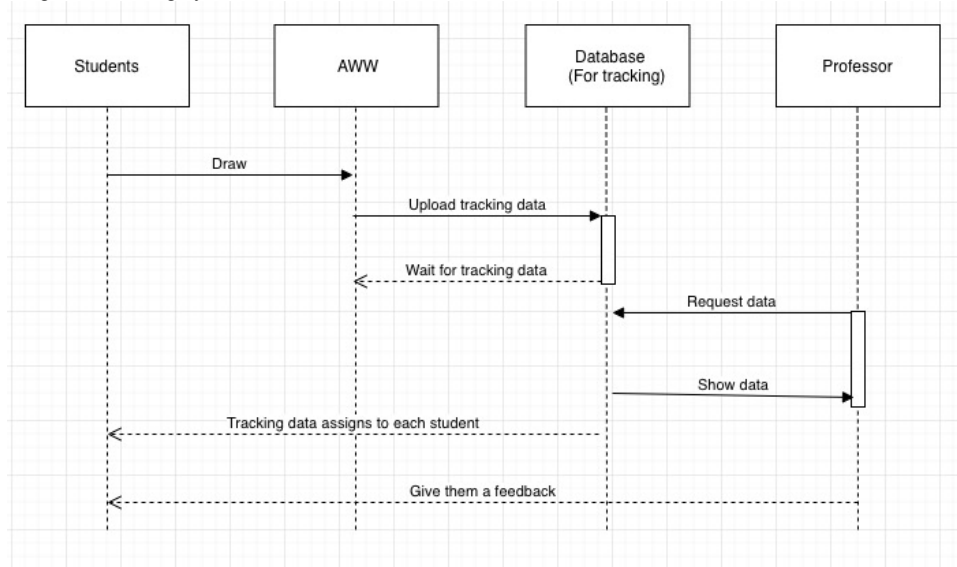 Students
AWW
Database
(For tracking)
Professor
Draw
Upload tracking data
Wait for tracking data
Request data
Show data
Tracking data assigns to each student
Give them a feedback